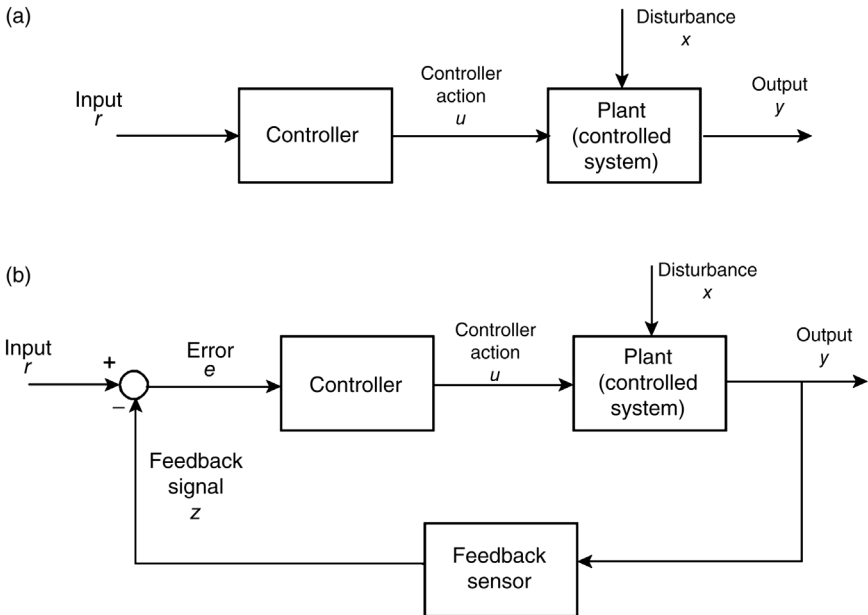 (a)
Disturbance
x
Input
r
Controller
Controller
action
u
Plant
(controlled
system)
Output
y
(b)
Disturbance
x
Input
r
+
−
Error
e
Controller
Controller
action
u
Plant
(controlled
system)
Output
y
Feedback
signal
z
Feedback
sensor